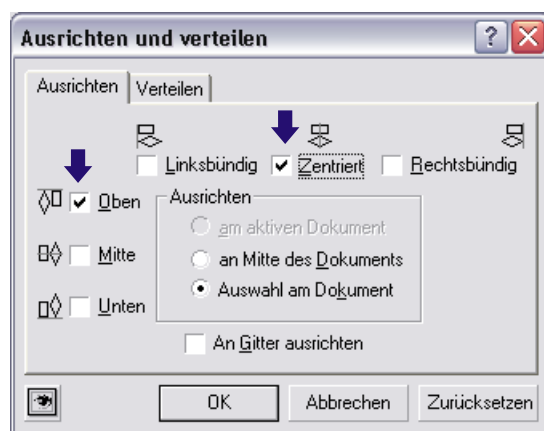 Ausrichten und verteilen
?
Ausrichten Verteilen
Linksbündig Zentriert Rechtsbündig
Oben Ausrichten
am aktiven Dokument
Mitte an Mitte des Dokuments
Auswahl am Dokument
Unten
An Gitter ausrichten
OK Abbrechen Zurücksetzen